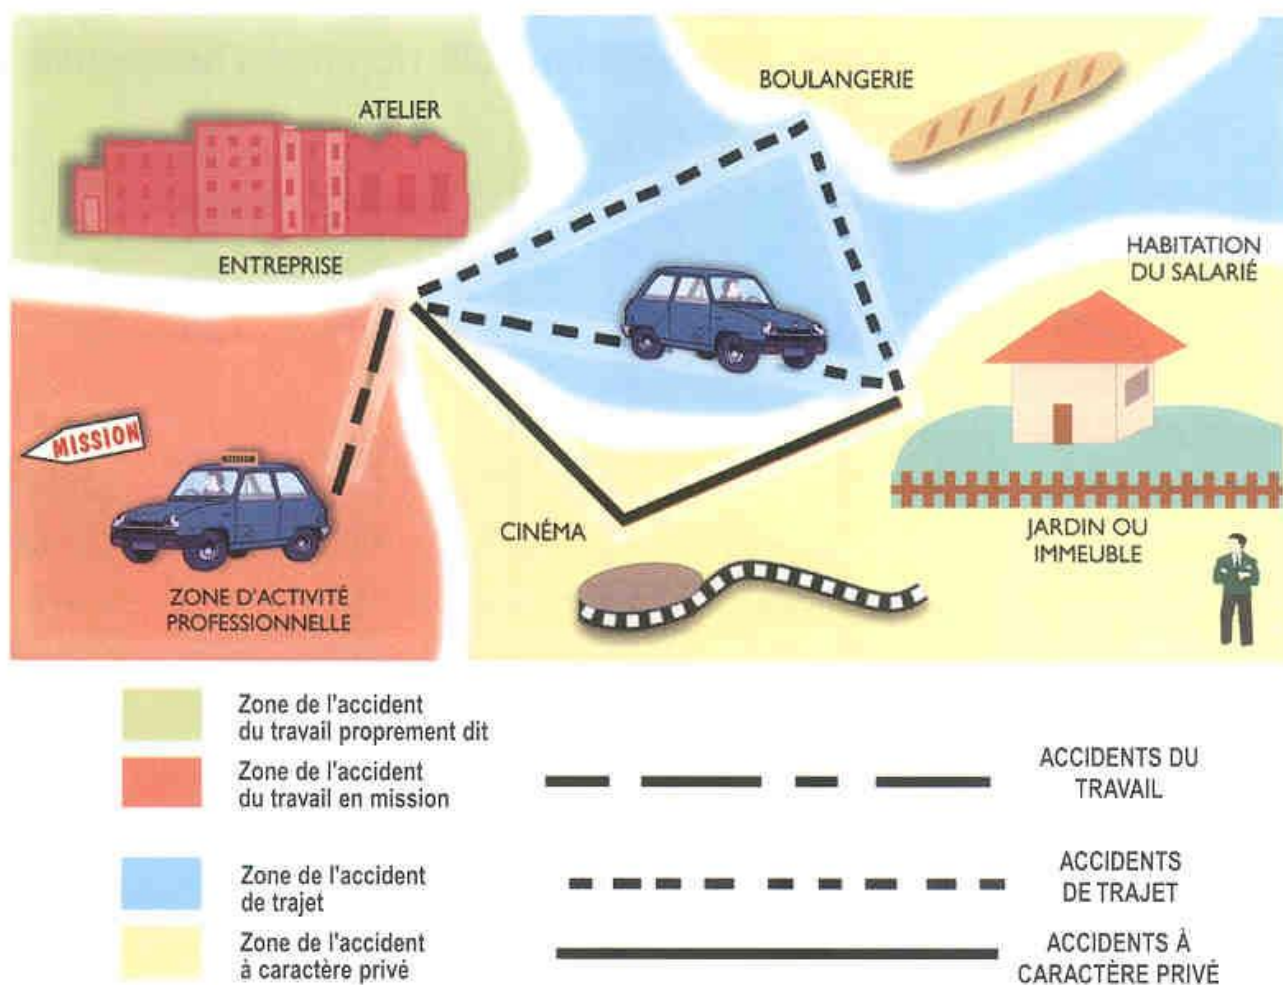 BOULANGERIE
ATELIER
ENTREPRISE
HABITATION
DU SALARIÉ
MISSION
CINÉMA
JARDIN OU
IMMEUBLE
ZONE D'ACTIVITÉ
PROFESSIONNELLE
Zone de l'accident
du travail proprement dit
Zone de l'accident
du travail en mission
ACCIDENTS DU
TRAVAIL
Zone de l'accident
de trajet
ACCIDENTS
DE TRAJET
Zone de l'accident
à caractère privé
ACCIDENTS À
CARACTÈRE PRIVÉ